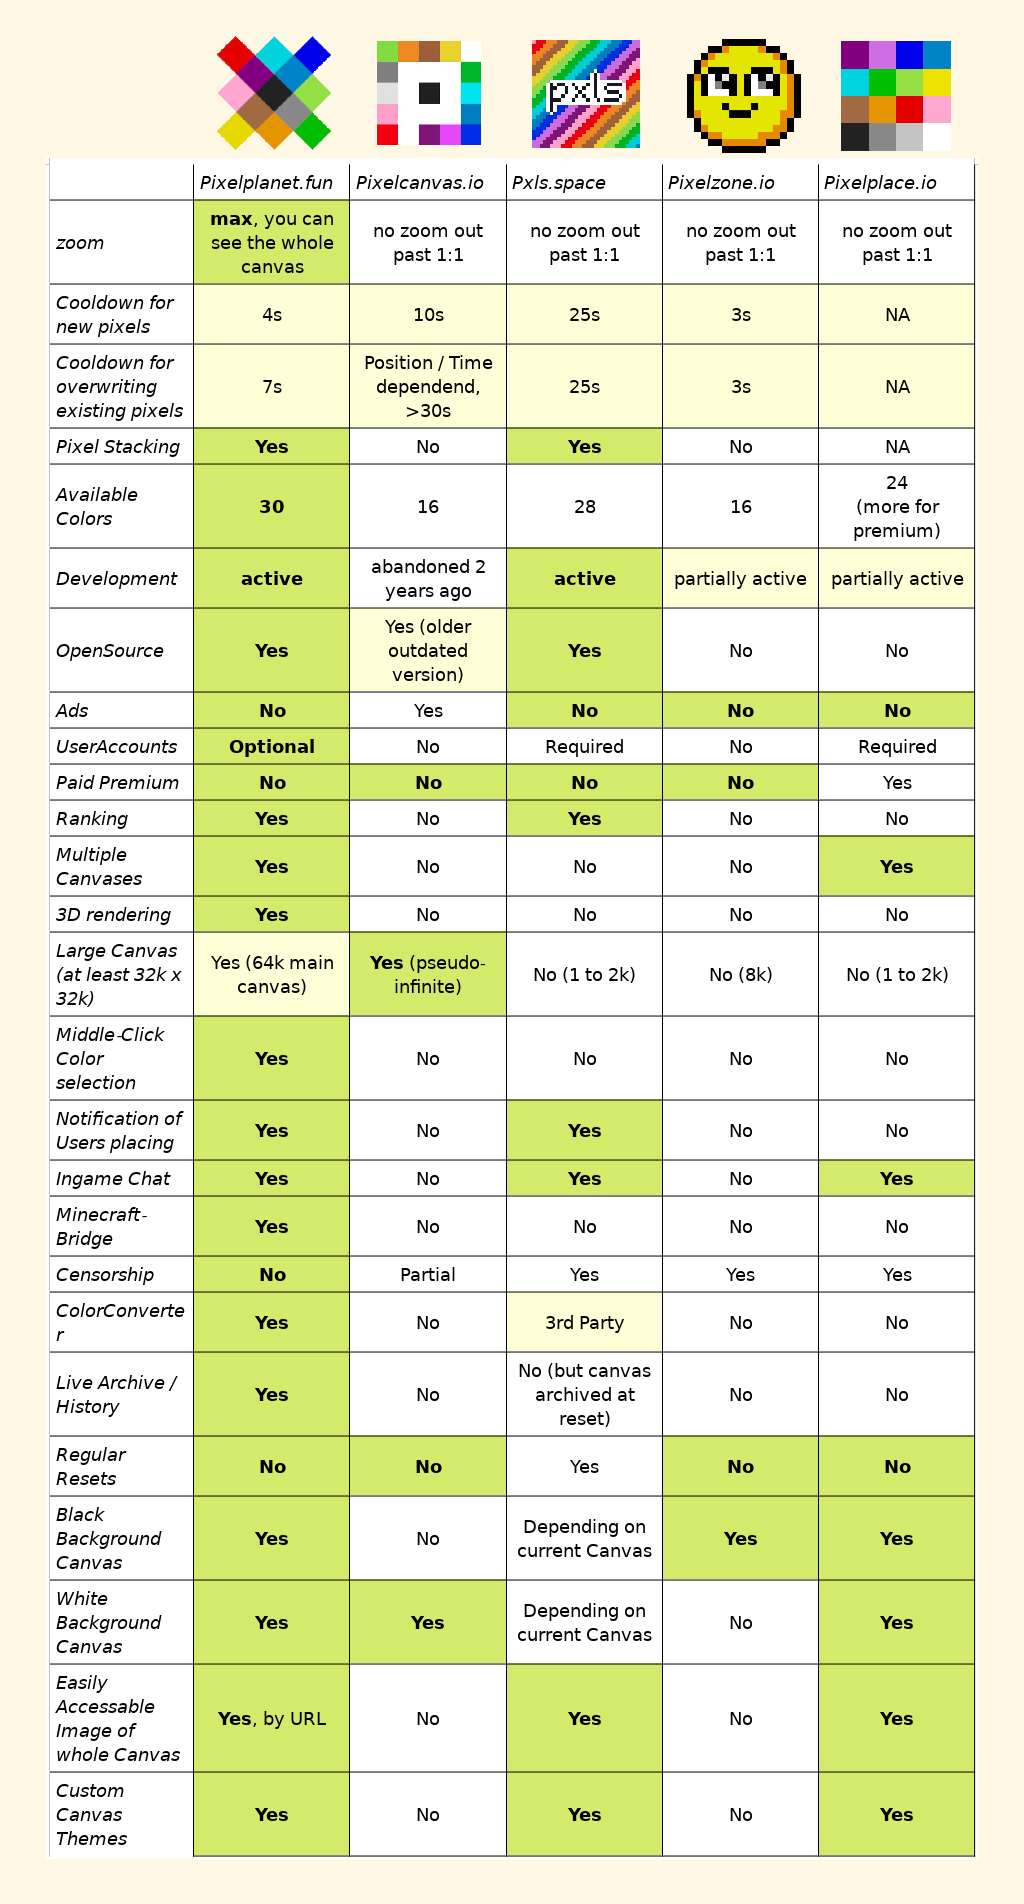 pxls
Pixelplanet.fun Pixelcanvas.io Pxls.space Pixelzone.io Pixelplace.io
zoom
max, you can
see the whole
canvas
no zoom out
past 1:1
no zoom out
past 1:1
no zoom out
past 1:1
no zoom out
past 1:1
Cooldown for
new pixels
4s
10s
25s
3s
NA
Cooldown for
overwriting
existing pixels
7s
Position / Time
dependend,
>30s
25s
3s
NA
Pixel Stacking
Yes
No
Yes
No
NA
Available
Colors
30
16
28
16
24
(more for
premium)
Development
active
abandoned 2
years ago
active
partially active
partially active
OpenSource
Yes
Yes (older
outdated
version)
Yes
No
No
Ads
No
Yes
No
No
No
UserAccounts
Optional
No
Required
No
Required
Paid Premium
No
No
No
No
Yes
Ranking
Yes
No
Yes
No
No
Multiple
Canvases
Yes
No
No
No
Yes
3D rendering
Yes
No
No
No
No
Large Canvas
(at least 32k x
32k)
Yes (64k main
canvas)
Yes (pseudo-
infinite)
No (1 to 2k)
No (8k)
No (1 to 2k)
Middle-Click
Color
selection
Yes
No
No
No
No
Notification of
Users placing
Yes
No
Yes
No
No
Ingame Chat
Yes
No
Yes
No
Yes
Minecraft-
Bridge
Yes
No
No
No
No
Censorship
No
Partial
Yes
Yes
Yes
ColorConverte
r
Yes
No
3rd Party
No
No
Live Archive /
History
Yes
No
No (but canvas
archived at
reset)
No
No
Regular
Resets
No
No
Yes
No
No
Black
Background
Canvas
Yes
No
Depending on
current Canvas
Yes
Yes
White
Background
Canvas
Yes
Yes
Depending on
current Canvas
No
Yes
Easily
Accessable
Image of
whole Canvas
Yes, by URL
No
Yes
No
Yes
Custom
Canvas
Themes
Yes
No
Yes
No
Yes